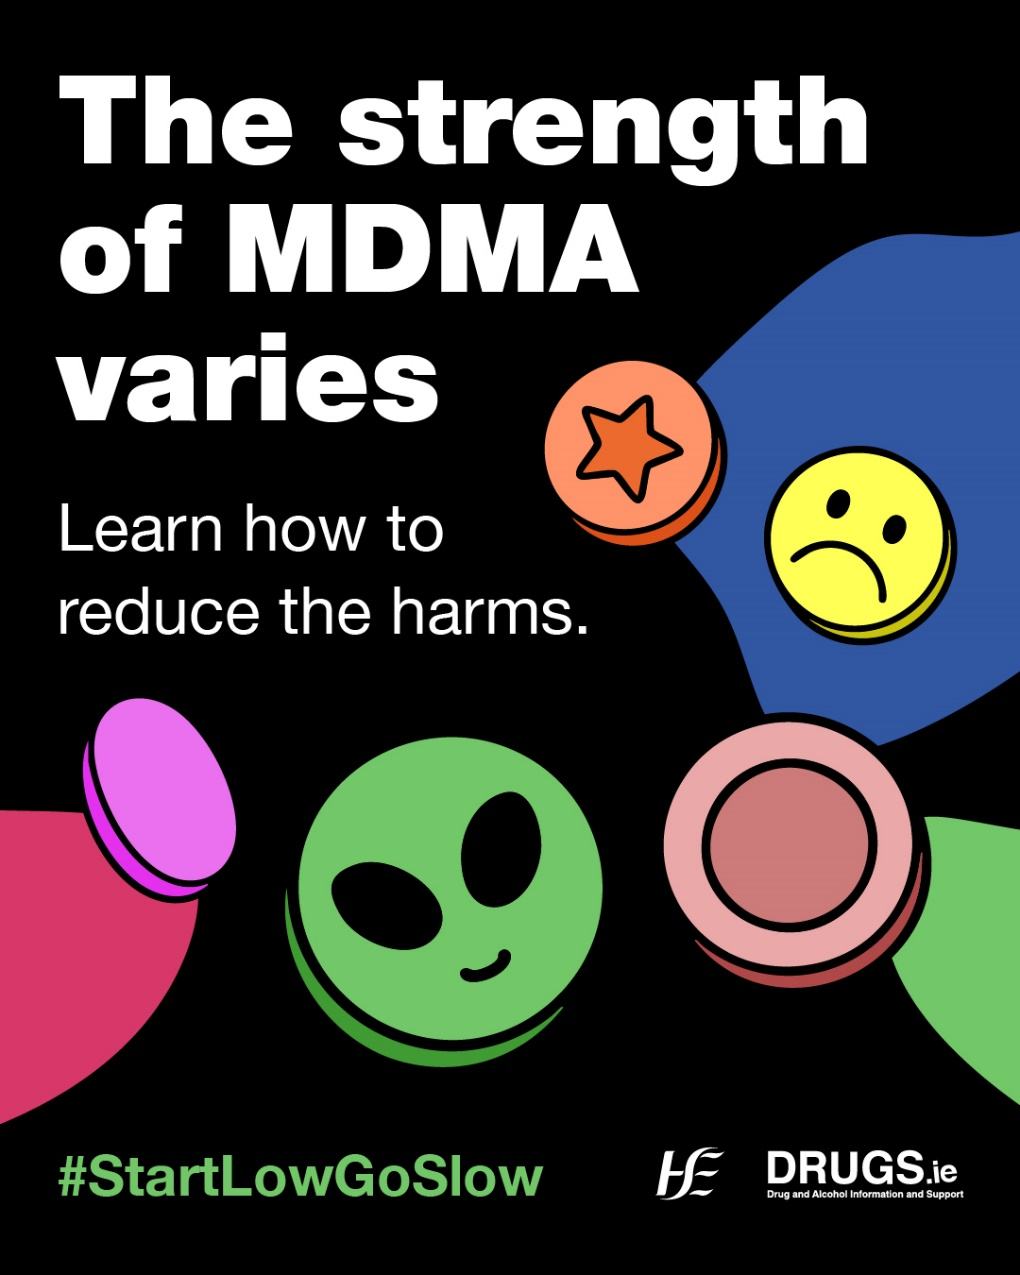 The strength
of MDMA
varies
Learn how to
reduce the harms.
#StartLowGoSlow
HSE
DRUGS.ie
Drug and Alcohol Information and Support